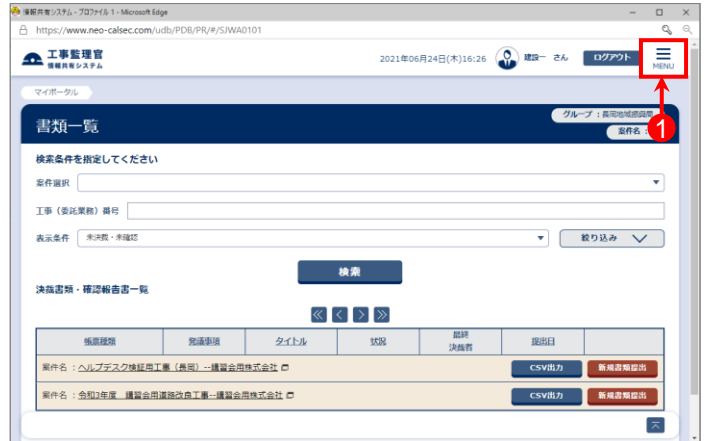 情報共有システム - プロファイル 1 - Microsoft Edge
https://www.neo-calsec.com/udb/PDB/PR/#/SJWA0101
工事監理官
情報共有システム
2021年06月24日(木)16:26
建設一 さん
ログアウト
MENU
マイポータル
書類一覧
グループ：長岡地域振興局
案件名：
1
検索条件を指定してください
案件選択
工事（委託業務）番号
表示条件 未決裁・未確認
絞り込み
検索
決裁書類・確認報告書一覧
帳票種類 発議事項 タイトル 状況 最終決裁者 提出日
案件名：ヘルプデスク検証用工事（長岡）--講習会用株式会社 CSV出力 新規書類提出
案件名：令和3年度 講習会用道路改良工事--講習会用株式会社 CSV出力 新規書類提出